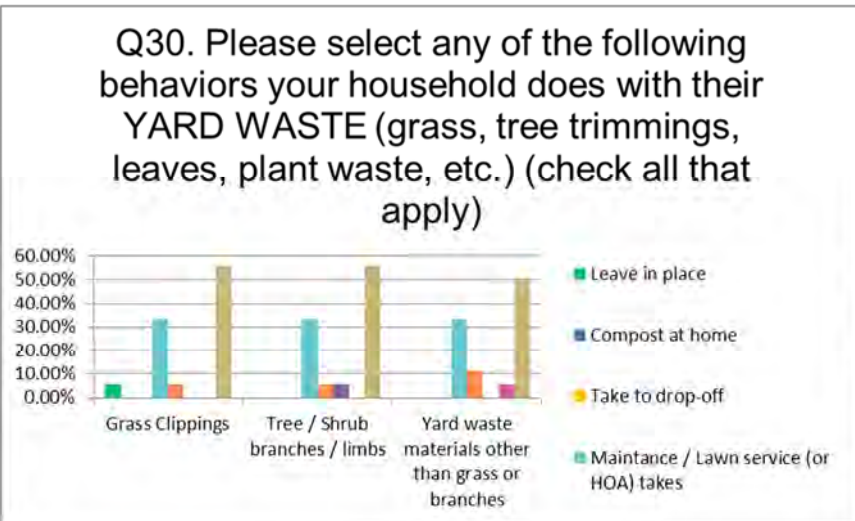 Q30. Please select any of the following
behaviors your household does with their
YARD WASTE (grass, tree trimmings,
leaves, plant waste, etc.) (check all that
apply)
60.00%
50.00%
40.00%
30.00%
20.00%
10.00%
0.00%
Grass Clippings
Tree / Shrub
branches / limbs
Yard waste
materials other
than grass or
branches
Leave in place
Compost at home
Take to drop-off
Maintance / Lawn service (or
HOA) takes